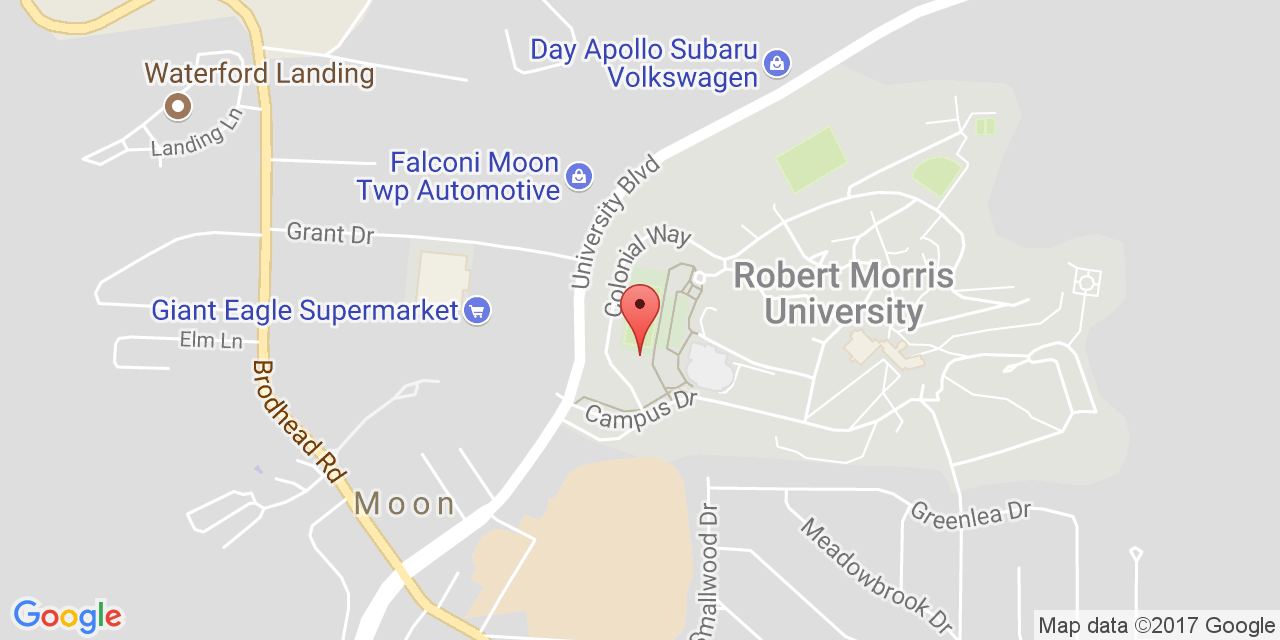 Day Apollo Subaru
Volkswagen
Waterford Landing
Landing Ln
Falconi Moon
Twp Automotive
University Blvd
Grant Dr
Colonial Way
Robert Morris
University
Giant Eagle Supermarket
Elm Ln
Brodhead Rd
Campus Dr
Moon
Smallwood Dr
Greenlea Dr
Meadowbrook Dr
Google
Map data ©2017 Google